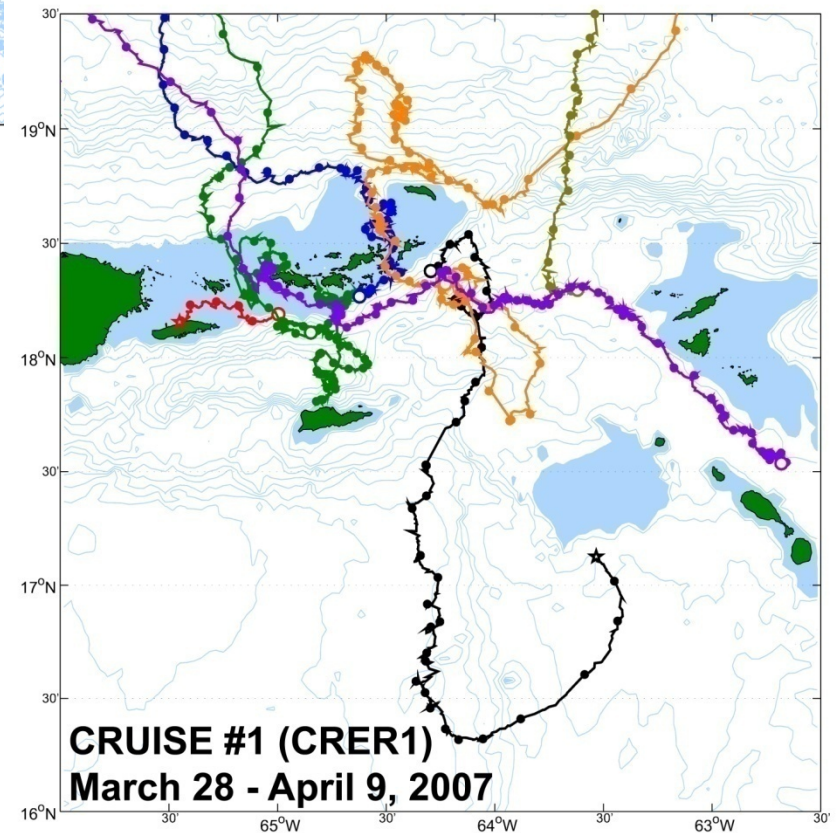 30'
19°N
30'
18°N
30'
17°N
30'
16°N
CRUISE #1 (CRER1)
March 28 - April 9, 2007
30' 65°W 30' 64°W 30' 63°W 30'